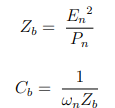 Z_b = E_n^2 / P_n
C_b = 1 / (ω_n Z_b)